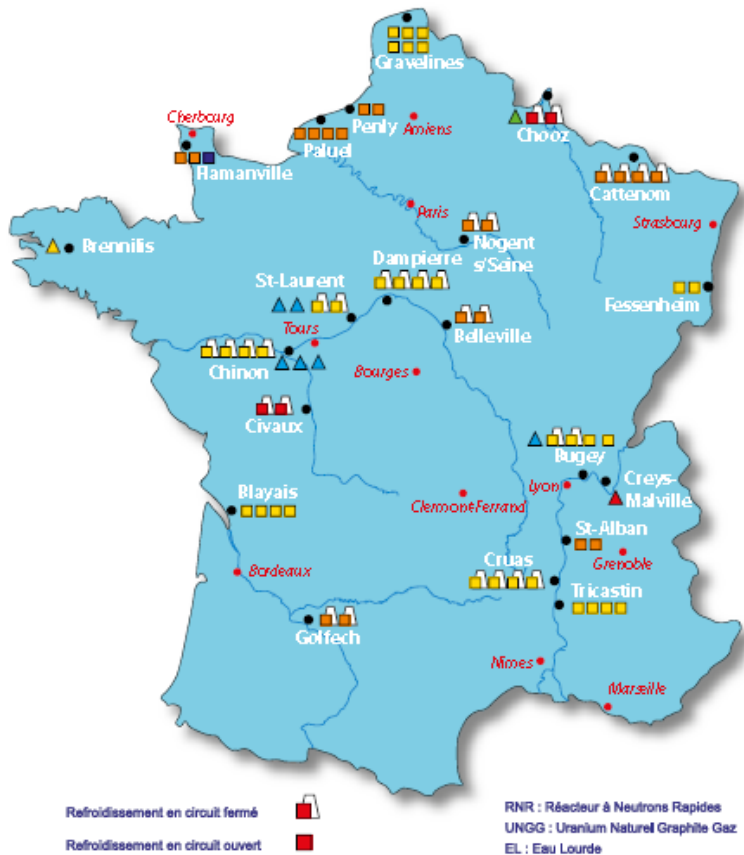 Gravelines
Cherbourg
Penly
Amiens
Chooz
Paluel
Hamanville
Cattenom
Paris
Strasbourg
Brennilis
Nogent
s/Seine
Dampierre
St-Laurent
Fessenheim
Belleville
Tours
Chinon
Bourges
Civaux
Bugey
Creys-
Malville
Lyon
Blayais
Clermont-Ferrand
St-Alban
Grenoble
Cruas
Bordeaux
Tricastin
Golfech
Nîmes
Marseille
Refroidissement en circuit fermé
Refroidissement en circuit ouvert
RNR : Réacteur à Neutrons Rapides
UNGG : Uranium Naturel Graphite Gaz
EL : Eau Lourde